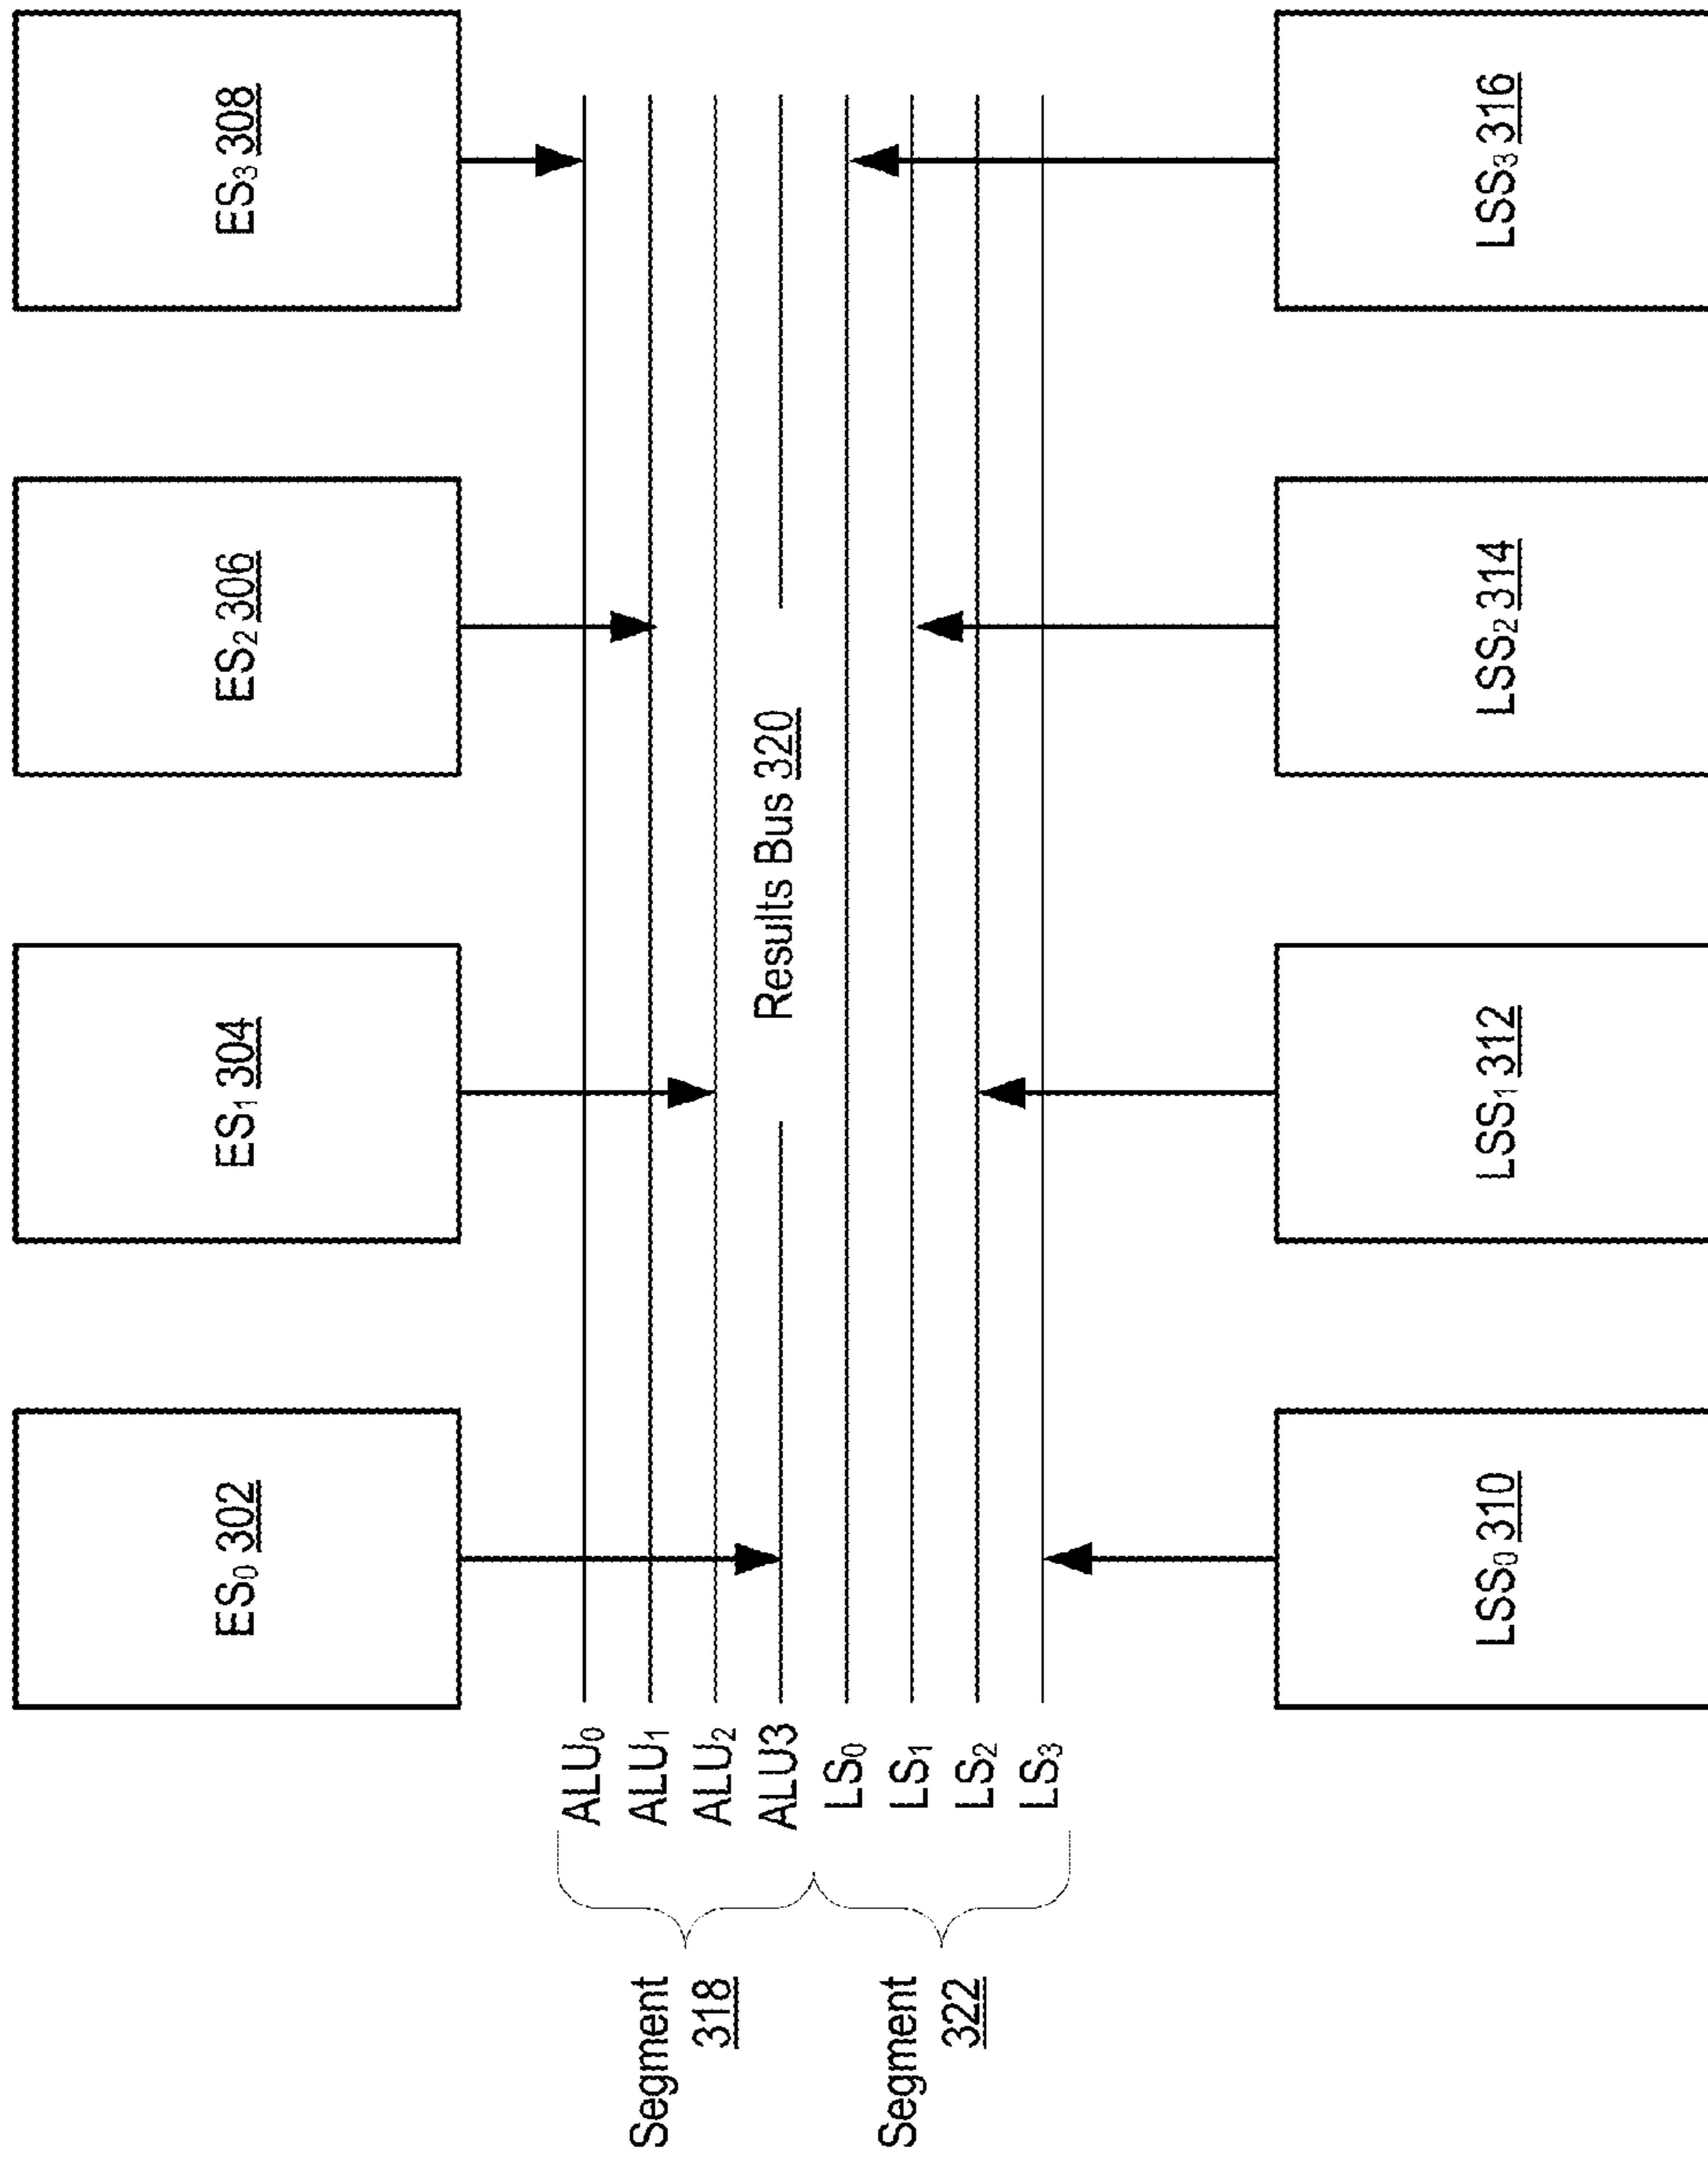 ES₀ 302
ES₁ 304
ES₂ 306
ES₃ 308
Segment
318
ALU₀
ALU₁
ALU₂
ALU3
Results Bus 320
Segment
322
LS₀
LS₁
LS₂
LS₃
LSS₀ 310
LSS₁ 312
LSS₂ 314
LSS₃ 316